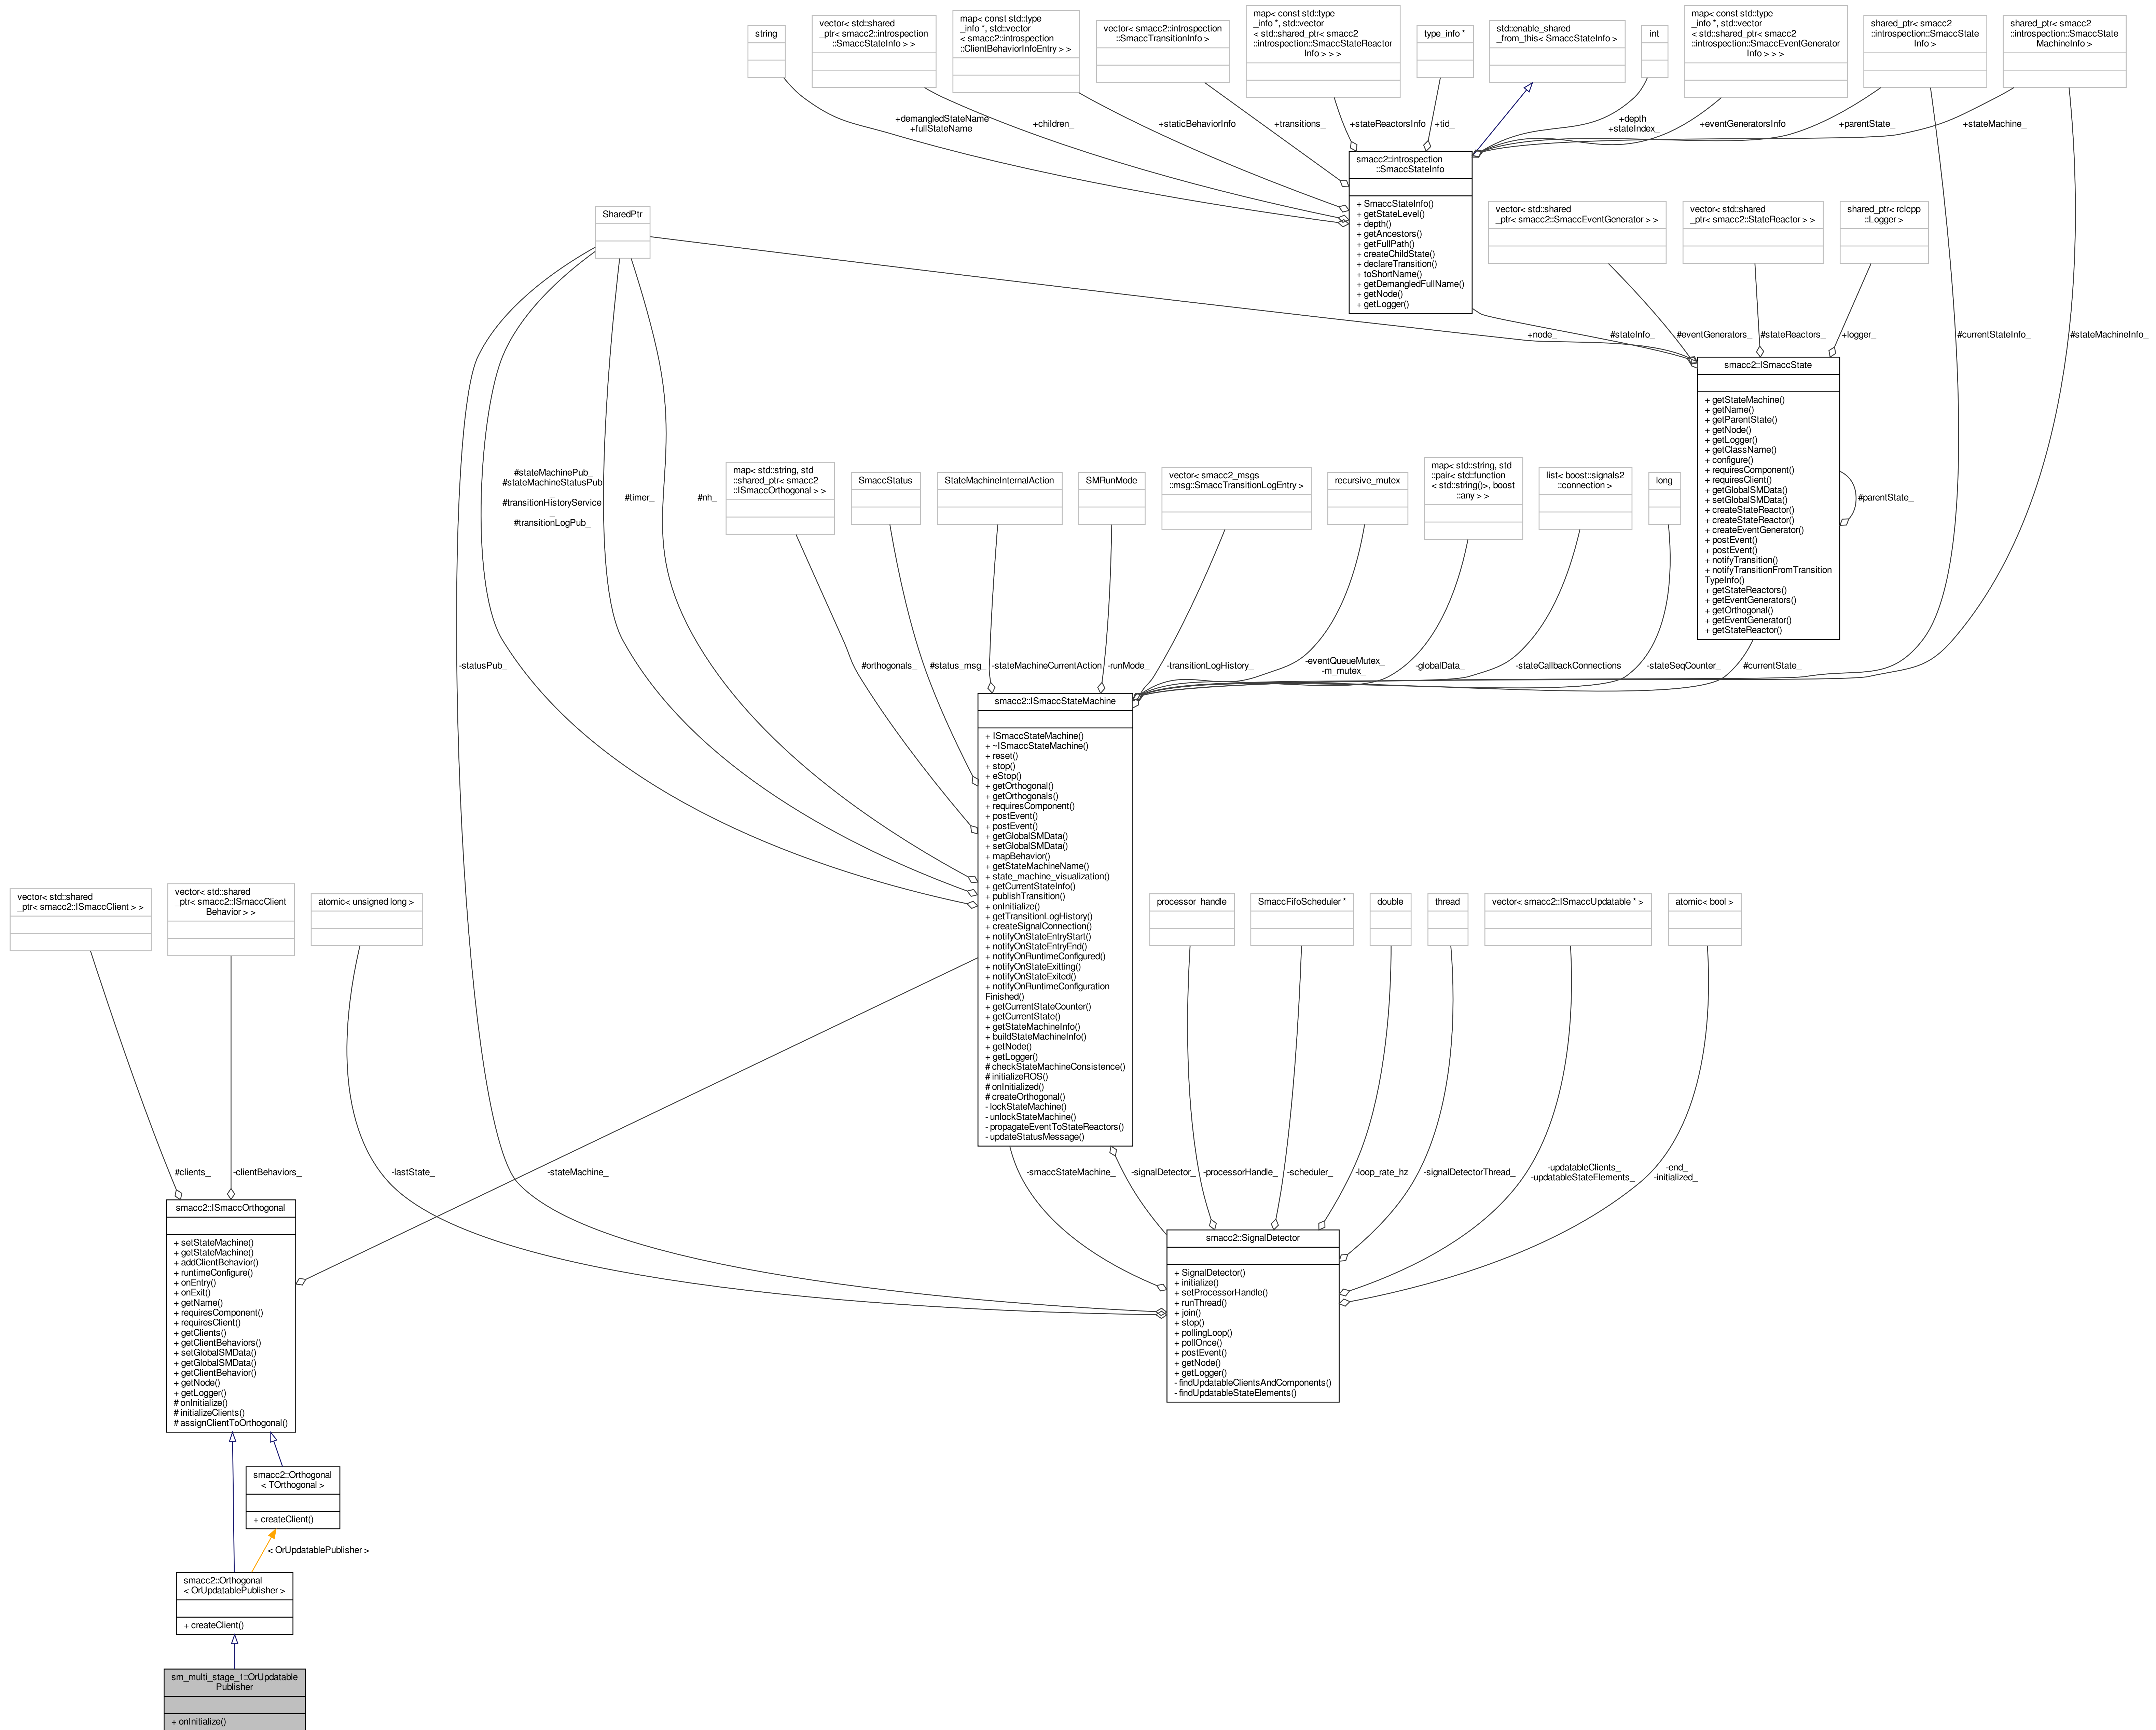 string
vector< std::shared
_ptr< smacc2::introspection
::SmaccStateInfo > >
map< const std::type
_info *, std::vector
< smacc2::introspection
::ClientBehaviorInfoEntry > >
vector< smacc2::introspection
::SmaccTransitionInfo >
map< const std::type
_info *, std::vector
< std::shared_ptr< smacc2
::introspection::SmaccStateReactor
Info > > >
type_info *
std::enable_shared
_from_this< SmaccStateInfo >
int
map< const std::type
_info *, std::vector
< std::shared_ptr< smacc2
::introspection::SmaccEventGenerator
Info > > >
shared_ptr< smacc2
::introspection::SmaccState
Info >
shared_ptr< smacc2
::introspection::SmaccState
MachineInfo >
+demangledStateName
+fullStateName
+children_
+staticBehaviorInfo
+transitions_
+stateReactorsInfo
+tid_
+depth_
+stateIndex_
+eventGeneratorsInfo
+parentState_
+stateMachine_
smacc2::introspection
::SmaccStateInfo
+ SmaccStateInfo()
+ getStateLevel()
+ depth()
+ getAncestors()
+ getFullPath()
+ createChildState()
+ declareTransition()
+ toShortName()
+ getDemangledFullName()
+ getNode()
+ getLogger()
SharedPtr
vector< std::shared
_ptr< smacc2::SmaccEventGenerator > >
vector< std::shared
_ptr< smacc2::StateReactor > >
shared_ptr< rclcpp
::Logger >
+node_
#stateInfo_
#eventGenerators_
#stateReactors_
+logger_
#currentStateInfo_
#stateMachineInfo_
smacc2::ISmaccState
+ getStateMachine()
+ getName()
+ getParentState()
+ getNode()
+ getLogger()
+ getClassName()
+ configure()
+ requiresComponent()
+ requiresClient()
+ getGlobalSMData()
+ setGlobalSMData()
+ createStateReactor()
+ createStateReactor()
+ createEventGenerator()
+ postEvent()
+ postEvent()
+ notifyTransition()
+ notifyTransitionFromTransition
TypeInfo()
+ getStateReactors()
+ getEventGenerators()
+ getOrthogonal()
+ getEventGenerator()
+ getStateReactor()
#parentState_
#stateMachinePub_
#stateMachineStatusPub
_
#transitionHistoryService
_
#transitionLogPub_
#timer_
#nh_
map< std::string, std
::shared_ptr< smacc2
::ISmaccOrthogonal > >
SmaccStatus
StateMachineInternalAction
SMRunMode
vector< smacc2_msgs
::msg::SmaccTransitionLogEntry >
recursive_mutex
map< std::string, std
::pair< std::function
< std::string()>, boost
::any > >
list< boost::signals2
::connection >
long
-statusPub_
#orthogonals_
#status_msg_
-stateMachineCurrentAction
-runMode_
-transitionLogHistory_
-eventQueueMutex_
-m_mutex_
-globalData_
-stateCallbackConnections
-stateSeqCounter_
#currentState_
smacc2::ISmaccStateMachine
+ ISmaccStateMachine()
+ ~ISmaccStateMachine()
+ reset()
+ stop()
+ eStop()
+ getOrthogonal()
+ getOrthogonals()
+ requiresComponent()
+ postEvent()
+ postEvent()
+ getGlobalSMData()
+ setGlobalSMData()
+ mapBehavior()
+ getStateMachineName()
+ state_machine_visualization()
+ getCurrentStateInfo()
+ publishTransition()
+ onInitialize()
+ getTransitionLogHistory()
+ createSignalConnection()
+ notifyOnStateEntryStart()
+ notifyOnStateEntryEnd()
+ notifyOnRuntimeConfigured()
+ notifyOnStateExitting()
+ notifyOnStateExited()
+ notifyOnRuntimeConfiguration
Finished()
+ getCurrentStateCounter()
+ getCurrentState()
+ getStateMachineInfo()
+ buildStateMachineInfo()
+ getNode()
+ getLogger()
# checkStateMachineConsistence()
# initializeROS()
# onInitialized()
# createOrthogonal()
- lockStateMachine()
- unlockStateMachine()
- propagateEventToStateReactors()
- updateStatusMessage()
vector< std::shared
_ptr< smacc2::ISmaccClient > >
vector< std::shared
_ptr< smacc2::ISmaccClient
Behavior > >
atomic< unsigned long >
processor_handle
SmaccFifoScheduler *
double
thread
vector< smacc2::ISmaccUpdatable * >
atomic< bool >
#clients_
-clientBehaviors_
-lastState_
-stateMachine_
-smaccStateMachine_
-signalDetector_
-processorHandle_
-scheduler_
-loop_rate_hz
-signalDetectorThread_
-updatableClients_
-updatableStateElements_
-end_
-initialized_
smacc2::ISmaccOrthogonal
+ setStateMachine()
+ getStateMachine()
+ addClientBehavior()
+ runtimeConfigure()
+ onEntry()
+ onExit()
+ getName()
+ requiresComponent()
+ requiresClient()
+ getClients()
+ getClientBehaviors()
+ setGlobalSMData()
+ getGlobalSMData()
+ getClientBehavior()
+ getNode()
+ getLogger()
# onInitialize()
# initializeClients()
# assignClientToOrthogonal()
smacc2::SignalDetector
+ SignalDetector()
+ initialize()
+ setProcessorHandle()
+ runThread()
+ join()
+ stop()
+ pollingLoop()
+ pollOnce()
+ postEvent()
+ getNode()
+ getLogger()
- findUpdatableClientsAndComponents()
- findUpdatableStateElements()
smacc2::Orthogonal
< TOrthogonal >
+ createClient()
< OrUpdatablePublisher >
smacc2::Orthogonal
< OrUpdatablePublisher >
+ createClient()
sm_multi_stage_1::OrUpdatable
Publisher
+ onInitialize()